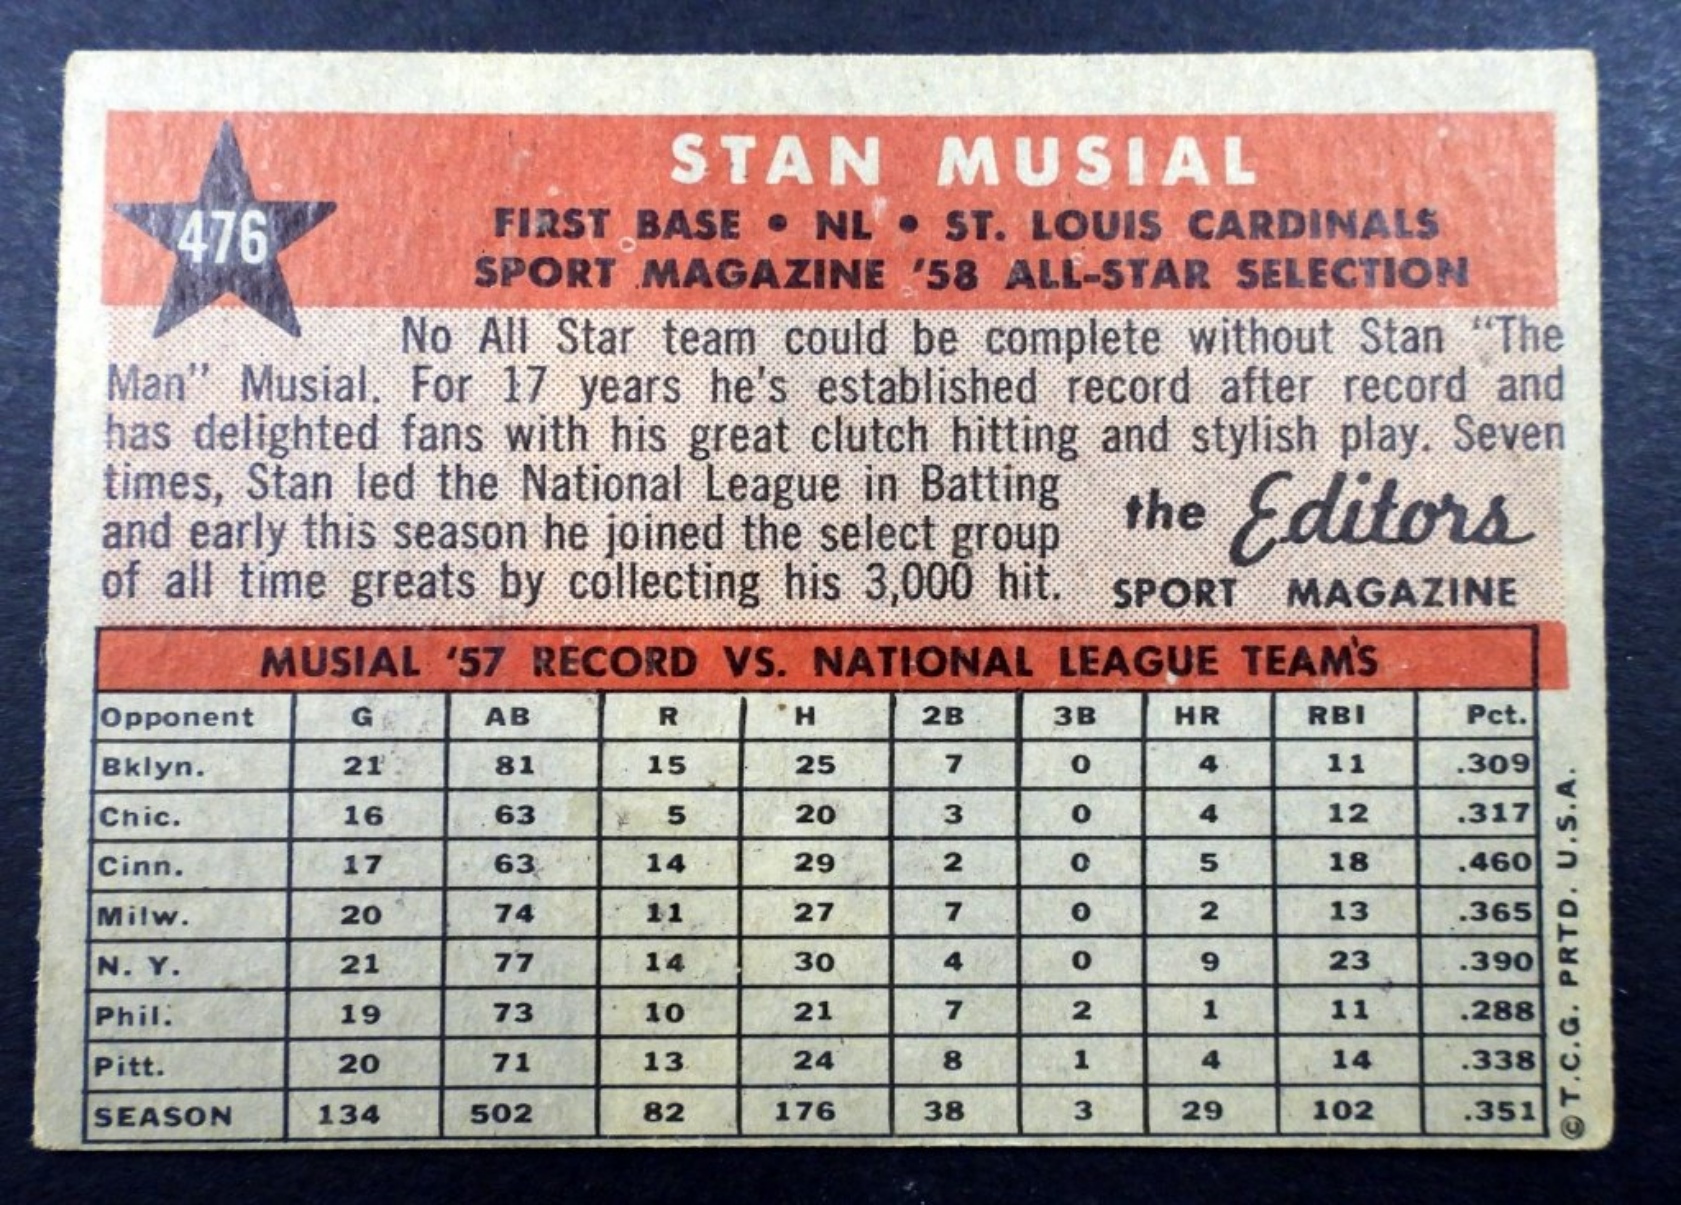 STAN MUSIAL
476
FIRST BASE • NL • ST. LOUIS CARDINALS
SPORT MAGAZINE '58 ALL-STAR SELECTION
No All Star team could be complete without Stan "The
Man" Musial. For 17 years he's established record after record and
has delighted fans with his great clutch hitting and stylish play. Seven
times, Stan led the National League in Batting
and early this season he joined the select group
of all time greats by collecting his 3,000 hit.
the Editors
SPORT MAGAZINE
MUSIAL '57 RECORD VS. NATIONAL LEAGUE TEAM'S
Opponent G AB R H 2B 3B HR RBI Pct.
Bklyn. 21 81 15 25 7 0 4 11 .309
Chic. 16 63 5 20 3 0 4 12 .317
Cinn. 17 63 14 29 2 0 5 18 .460
Milw. 20 74 11 27 7 0 2 13 .365
N. Y. 21 77 14 30 4 0 9 23 .390
Phil. 19 73 10 21 7 2 1 11 .288
Pitt. 20 71 13 24 8 1 4 14 .338
SEASON 134 502 82 176 38 3 29 102 .351
© T.C.G. PRTD. U.S.A.